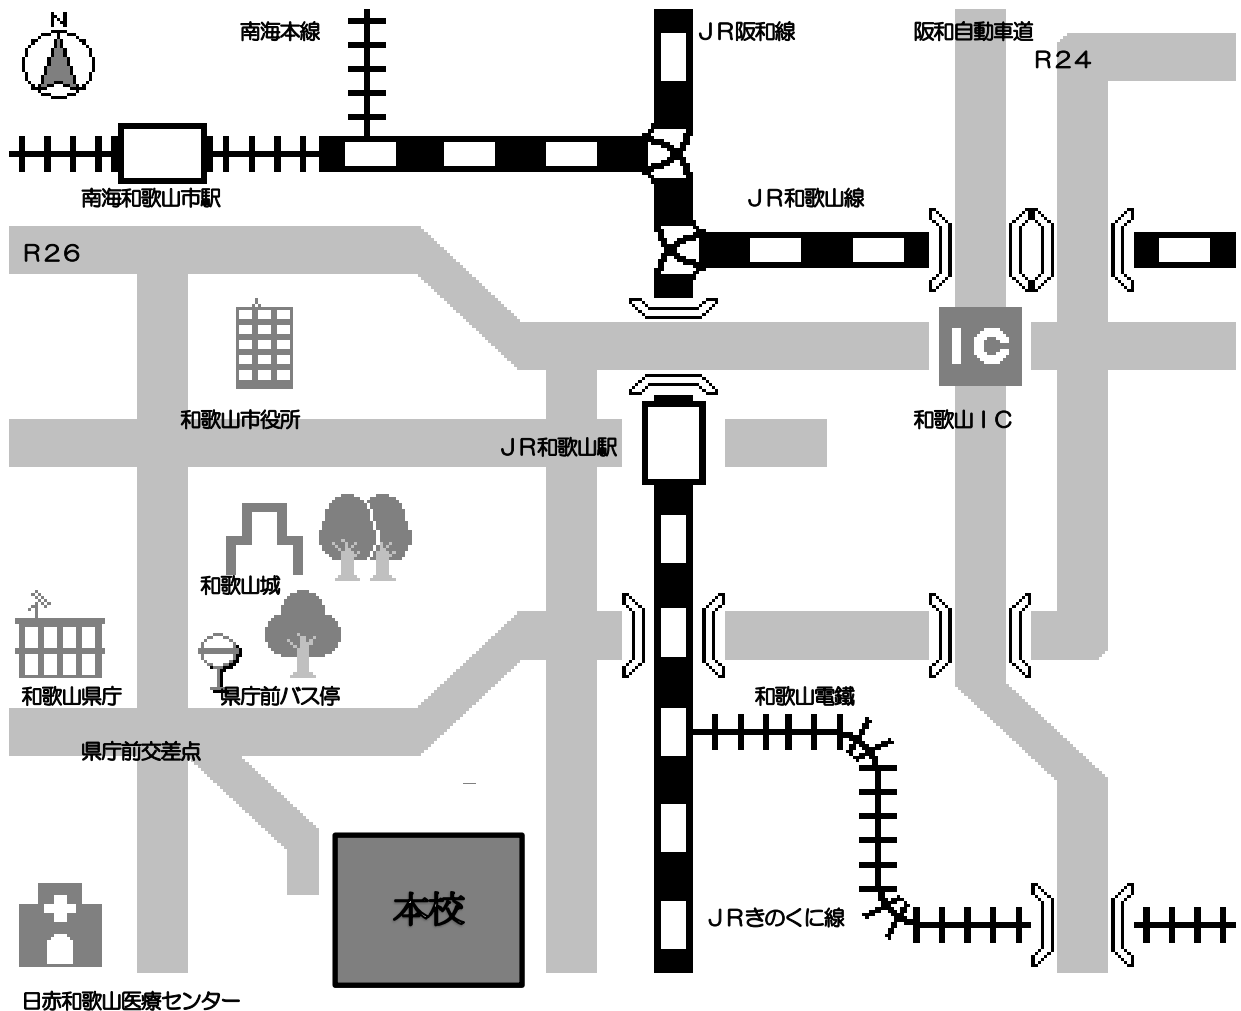 N
南海本線
ＪＲ阪和線
阪和自動車道
R24
南海和歌山市駅
ＪＲ和歌山線
R26
IC
和歌山市役所
和歌山ＩＣ
ＪＲ和歌山駅
和歌山城
和歌山県庁
県庁前バス停
和歌山電鐵
県庁前交差点
本校
ＪＲきのくに線
日赤和歌山医療センター